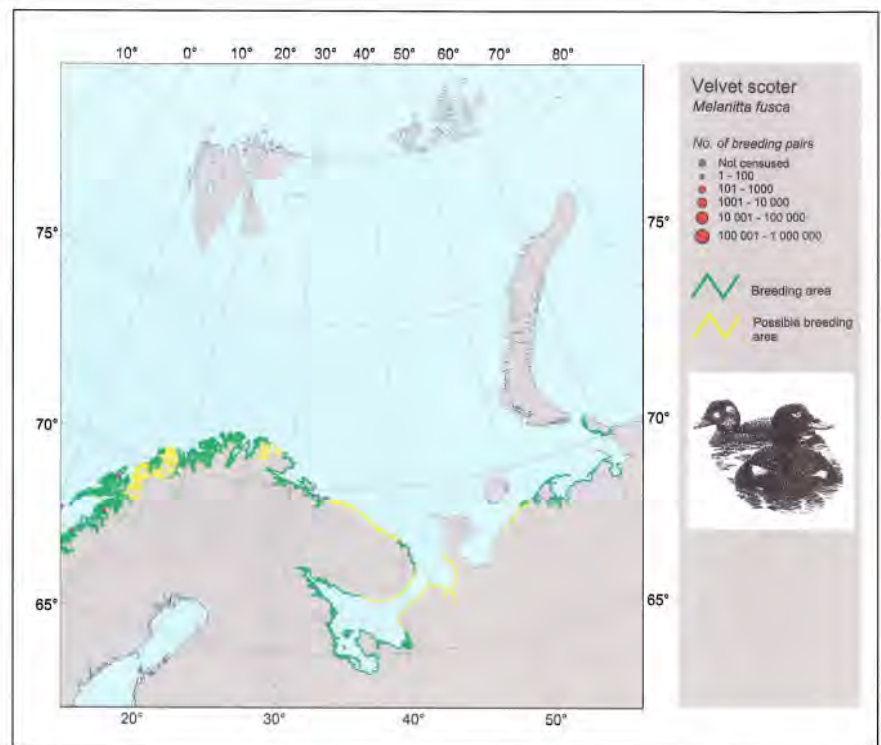 10° 0° 10° 20° 30° 40° 50° 60° 70° 80°
75° 75°
70° 70°
65° 65°
20° 30° 40° 50°
Velvet scoter
Melanitta fusca
No. of breeding pairs
Not censused
1 - 100
101 - 1000
1001 - 10 000
10 001 - 100 000
100 001 - 1 000 000
Breeding area
Possible breeding
area